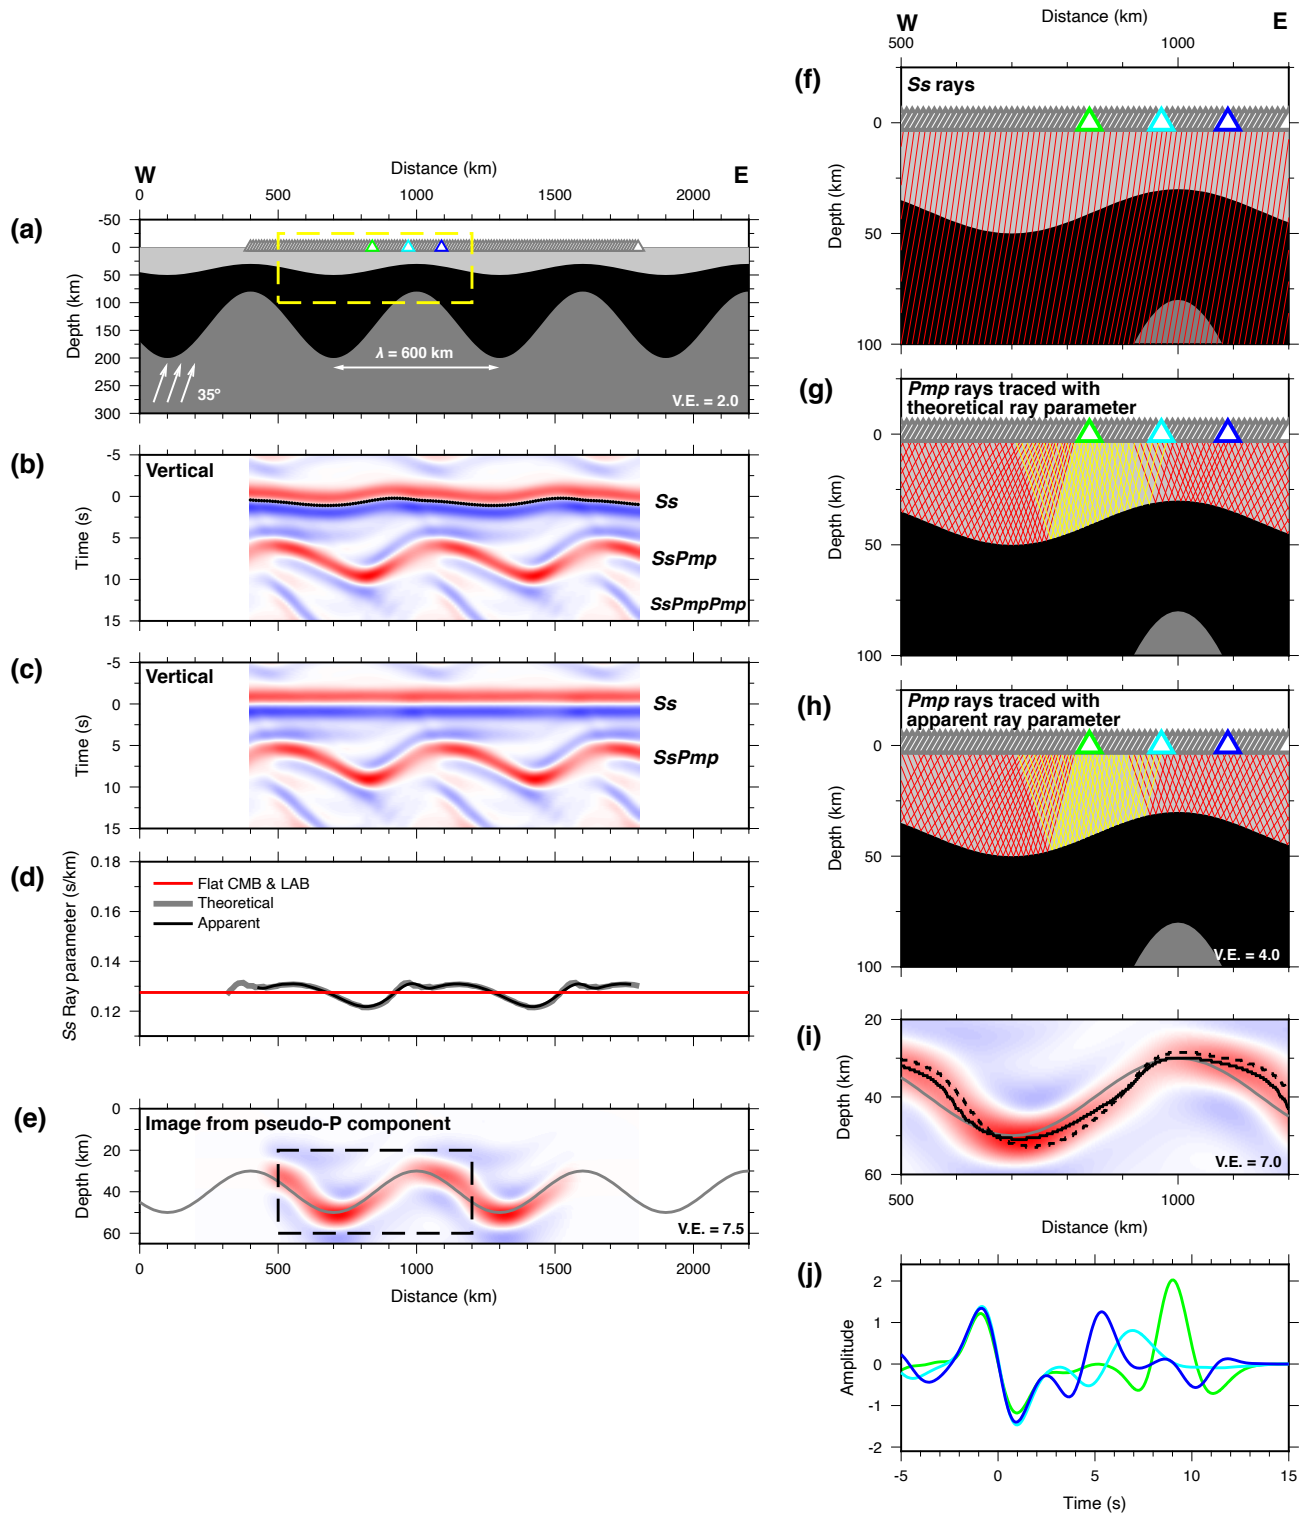 W
Distance (km)
E
0
500
1000
1500
2000
(a)
-50
0
50
100
150
200
250
300
Depth (km)
λ = 600 km
35°
V.E. = 2.0
(b)
Vertical
-5
0
5
10
15
Time (s)
Ss
SsPmp
SsPmpPmp
(c)
Vertical
-5
0
5
10
15
Time (s)
Ss
SsPmp
(d)
0.18
0.16
0.14
0.12
Ss Ray parameter (s/km)
Flat CMB & LAB
Theoretical
Apparent
(e)
Image from pseudo-P component
0
20
40
60
Depth (km)
V.E. = 7.5
0
500
1000
1500
2000
Distance (km)
W
Distance (km)
E
500
1000
(f)
Ss rays
0
50
100
Depth (km)
(g)
Pmp rays traced with
theoretical ray parameter
0
50
100
Depth (km)
(h)
Pmp rays traced with
apparent ray parameter
0
50
100
Depth (km)
V.E. = 4.0
(i)
20
40
60
Depth (km)
V.E. = 7.0
500
1000
Distance (km)
(j)
2
1
0
-1
-2
Amplitude
-5
0
5
10
15
Time (s)